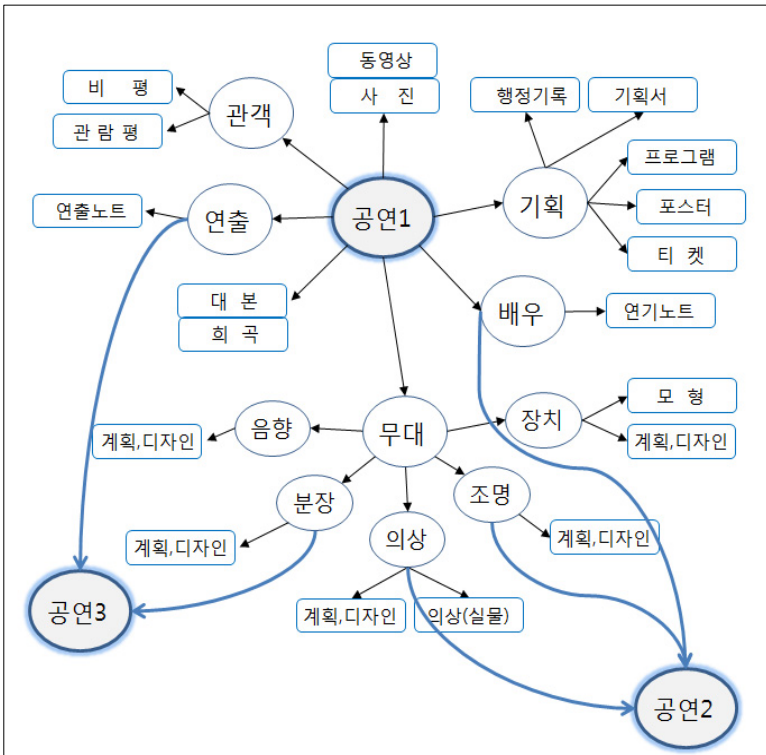 동영상
비 평
사 진
행정기록
기획서
관객
관 람 평
프로그램
연출노트
연출
공연1
기획
포스터
티 켓
대 본
희 곡
배우
연기노트
모 형
계획,디자인
음향
무대
장치
계획,디자인
분장
조명
계획,디자인
의상
계획,디자인
공연3
계획,디자인
의상(실물)
공연2